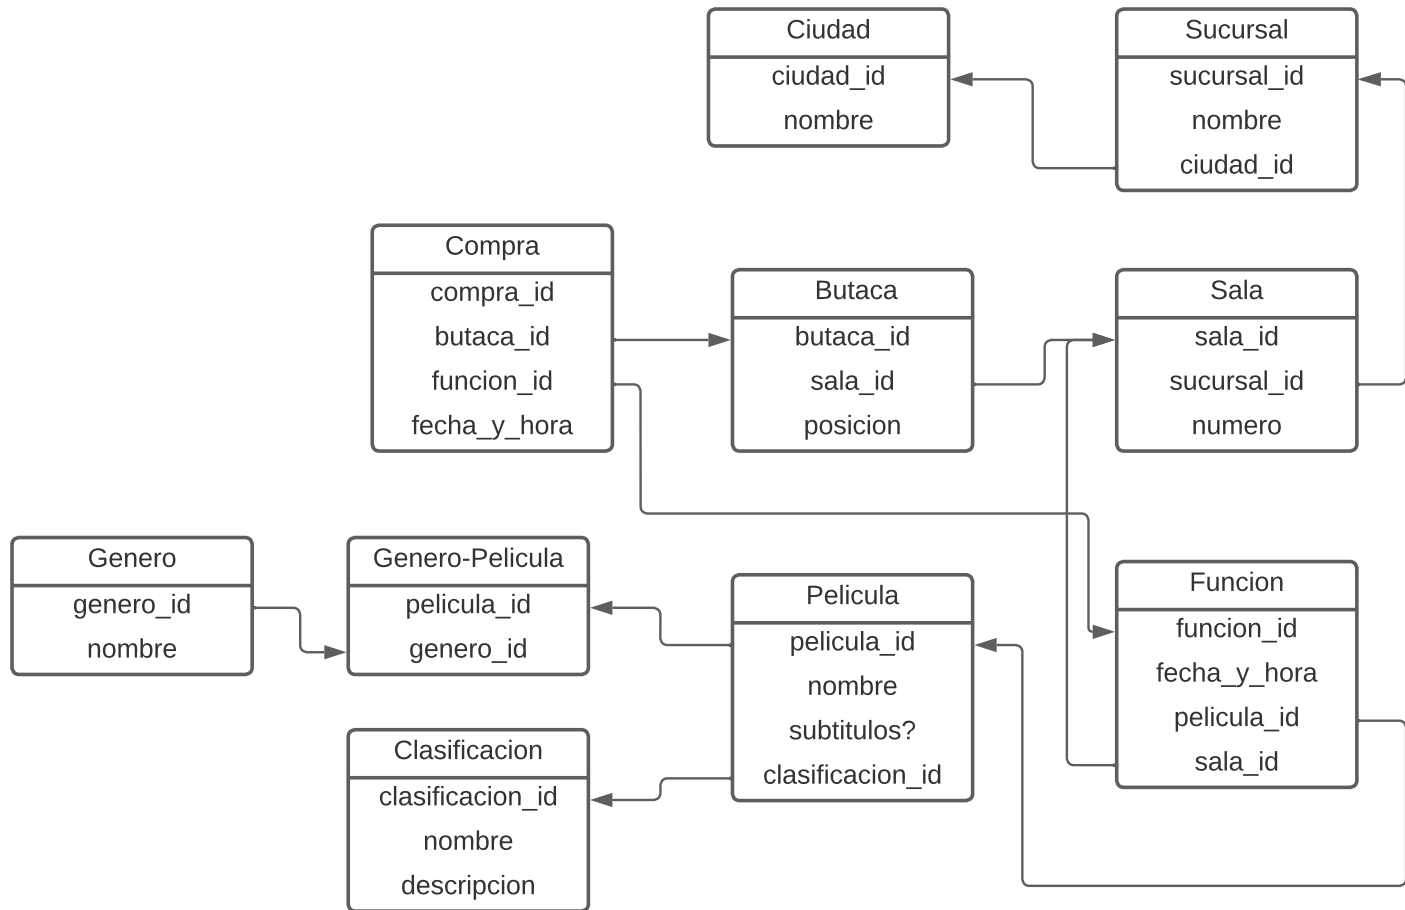 Ciudad
ciudad_id
nombre
Sucursal
sucursal_id
nombre
ciudad_id
Compra
compra_id
butaca_id
funcion_id
fecha_y_hora
Butaca
butaca_id
sala_id
posicion
Sala
sala_id
sucursal_id
numero
Genero
genero_id
nombre
Genero-Pelicula
pelicula_id
genero_id
Pelicula
pelicula_id
nombre
subtitulos?
clasificacion_id
Funcion
funcion_id
fecha_y_hora
pelicula_id
sala_id
Clasificacion
clasificacion_id
nombre
descripcion